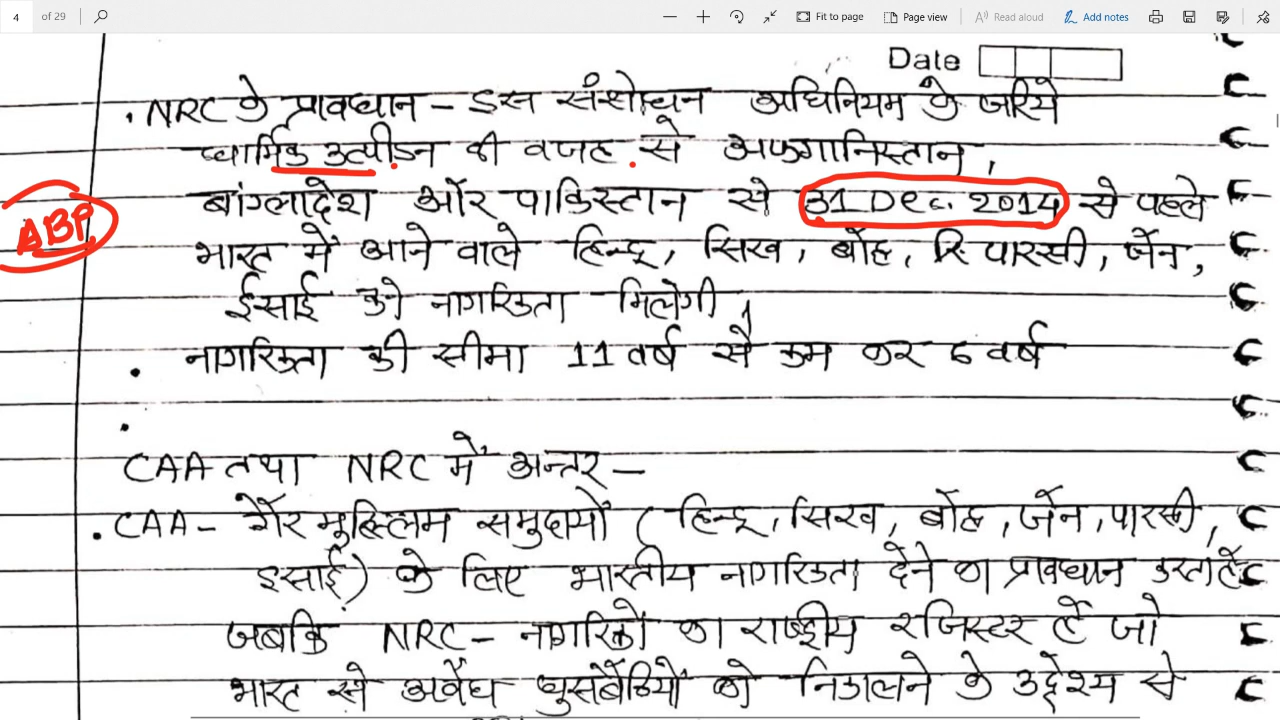 4 of 29 Fit to page Page view Read aloud Add notes
Date
. NRC के प्रावधान - इस संसोधन अधिनियम के जरिये
धार्मिक उत्पीडन की वजह से अफगानिस्तान,
बांग्लादेश और पाकिस्तान से 31 Dec. 2014 से पहले
ABP
भारत में आने वाले हिन्दू, सिख, बौद्ध, पारसी, जैन,
ईसाई को नागरिकता मिलेगी।
. नागरिकता की सीमा 11 वर्ष से कम कर 6 वर्ष
CAA तथा NRC में अन्तर -
. CAA - गैर मुस्लिम समुदायों (हिन्दू, सिख, बौद्ध, जैन, पारसी,
इसाई) के लिए भारतीय नागरिकता देने का प्रावधान करता है
जबकि NRC - नागरिकों का राष्ट्रीय रजिस्टर है जो
भारत से अवैध घुसबैठियों को निकालने के उद्देश्य से